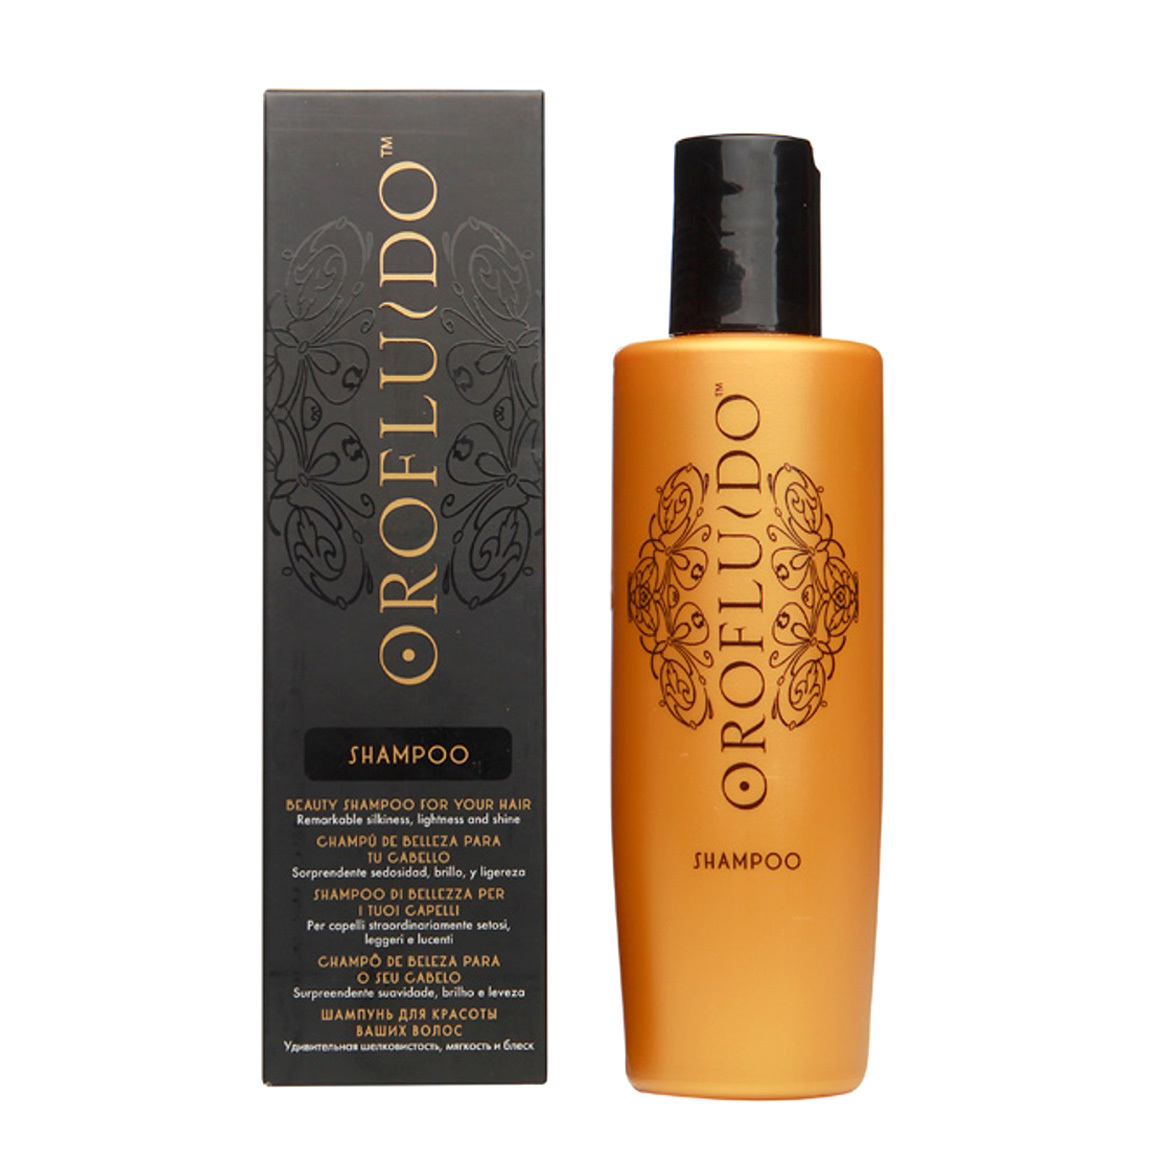 OROFLUIDO™
SHAMPOO
BEAUTY SHAMPOO FOR YOUR HAIR
Remarkable silkiness, lightness and shine
CHAMPÚ DE BELLEZA PARA
TU CABELLO
Sorprendente sedosidad, brillo, y ligereza
SHAMPOO DI BELLEZZA PER
I TUOI CAPELLI
Per capelli straordinariamente setosi,
leggeri e lucenti
CHAMPÔ DE BELEZA PARA
O SEU CABELO
Surpreendente suavidade, brilho e leveza
ШАМПУНЬ ДЛЯ КРАСОТЫ
ВАШИХ ВОЛОС
Удивительная шелковистость, мягкость и блеск
OROFLUIDO™
SHAMPOO